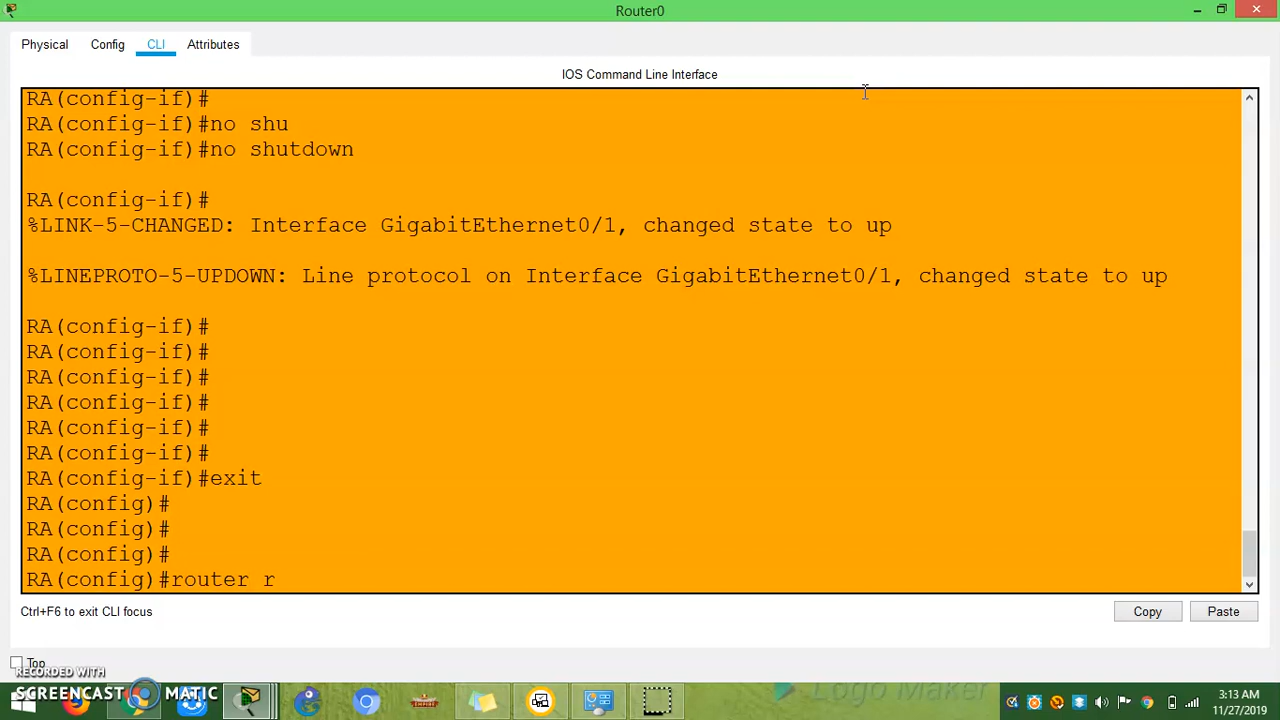 Router0
Physical Config CLI Attributes
IOS Command Line Interface
RA(config-if)#
RA(config-if)#no shu
RA(config-if)#no shutdown
RA(config-if)#
%LINK-5-CHANGED: Interface GigabitEthernet0/1, changed state to up
%LINEPROTO-5-UPDOWN: Line protocol on Interface GigabitEthernet0/1, changed state to up
RA(config-if)#
RA(config-if)#
RA(config-if)#
RA(config-if)#
RA(config-if)#
RA(config-if)#
RA(config-if)#exit
RA(config)#
RA(config)#
RA(config)#
RA(config)#router r
Ctrl+F6 to exit CLI focus
Copy Paste
Top
RECORDED WITH
SCREENCAST MATIC
Logo Maker
3:13 AM
11/27/2019